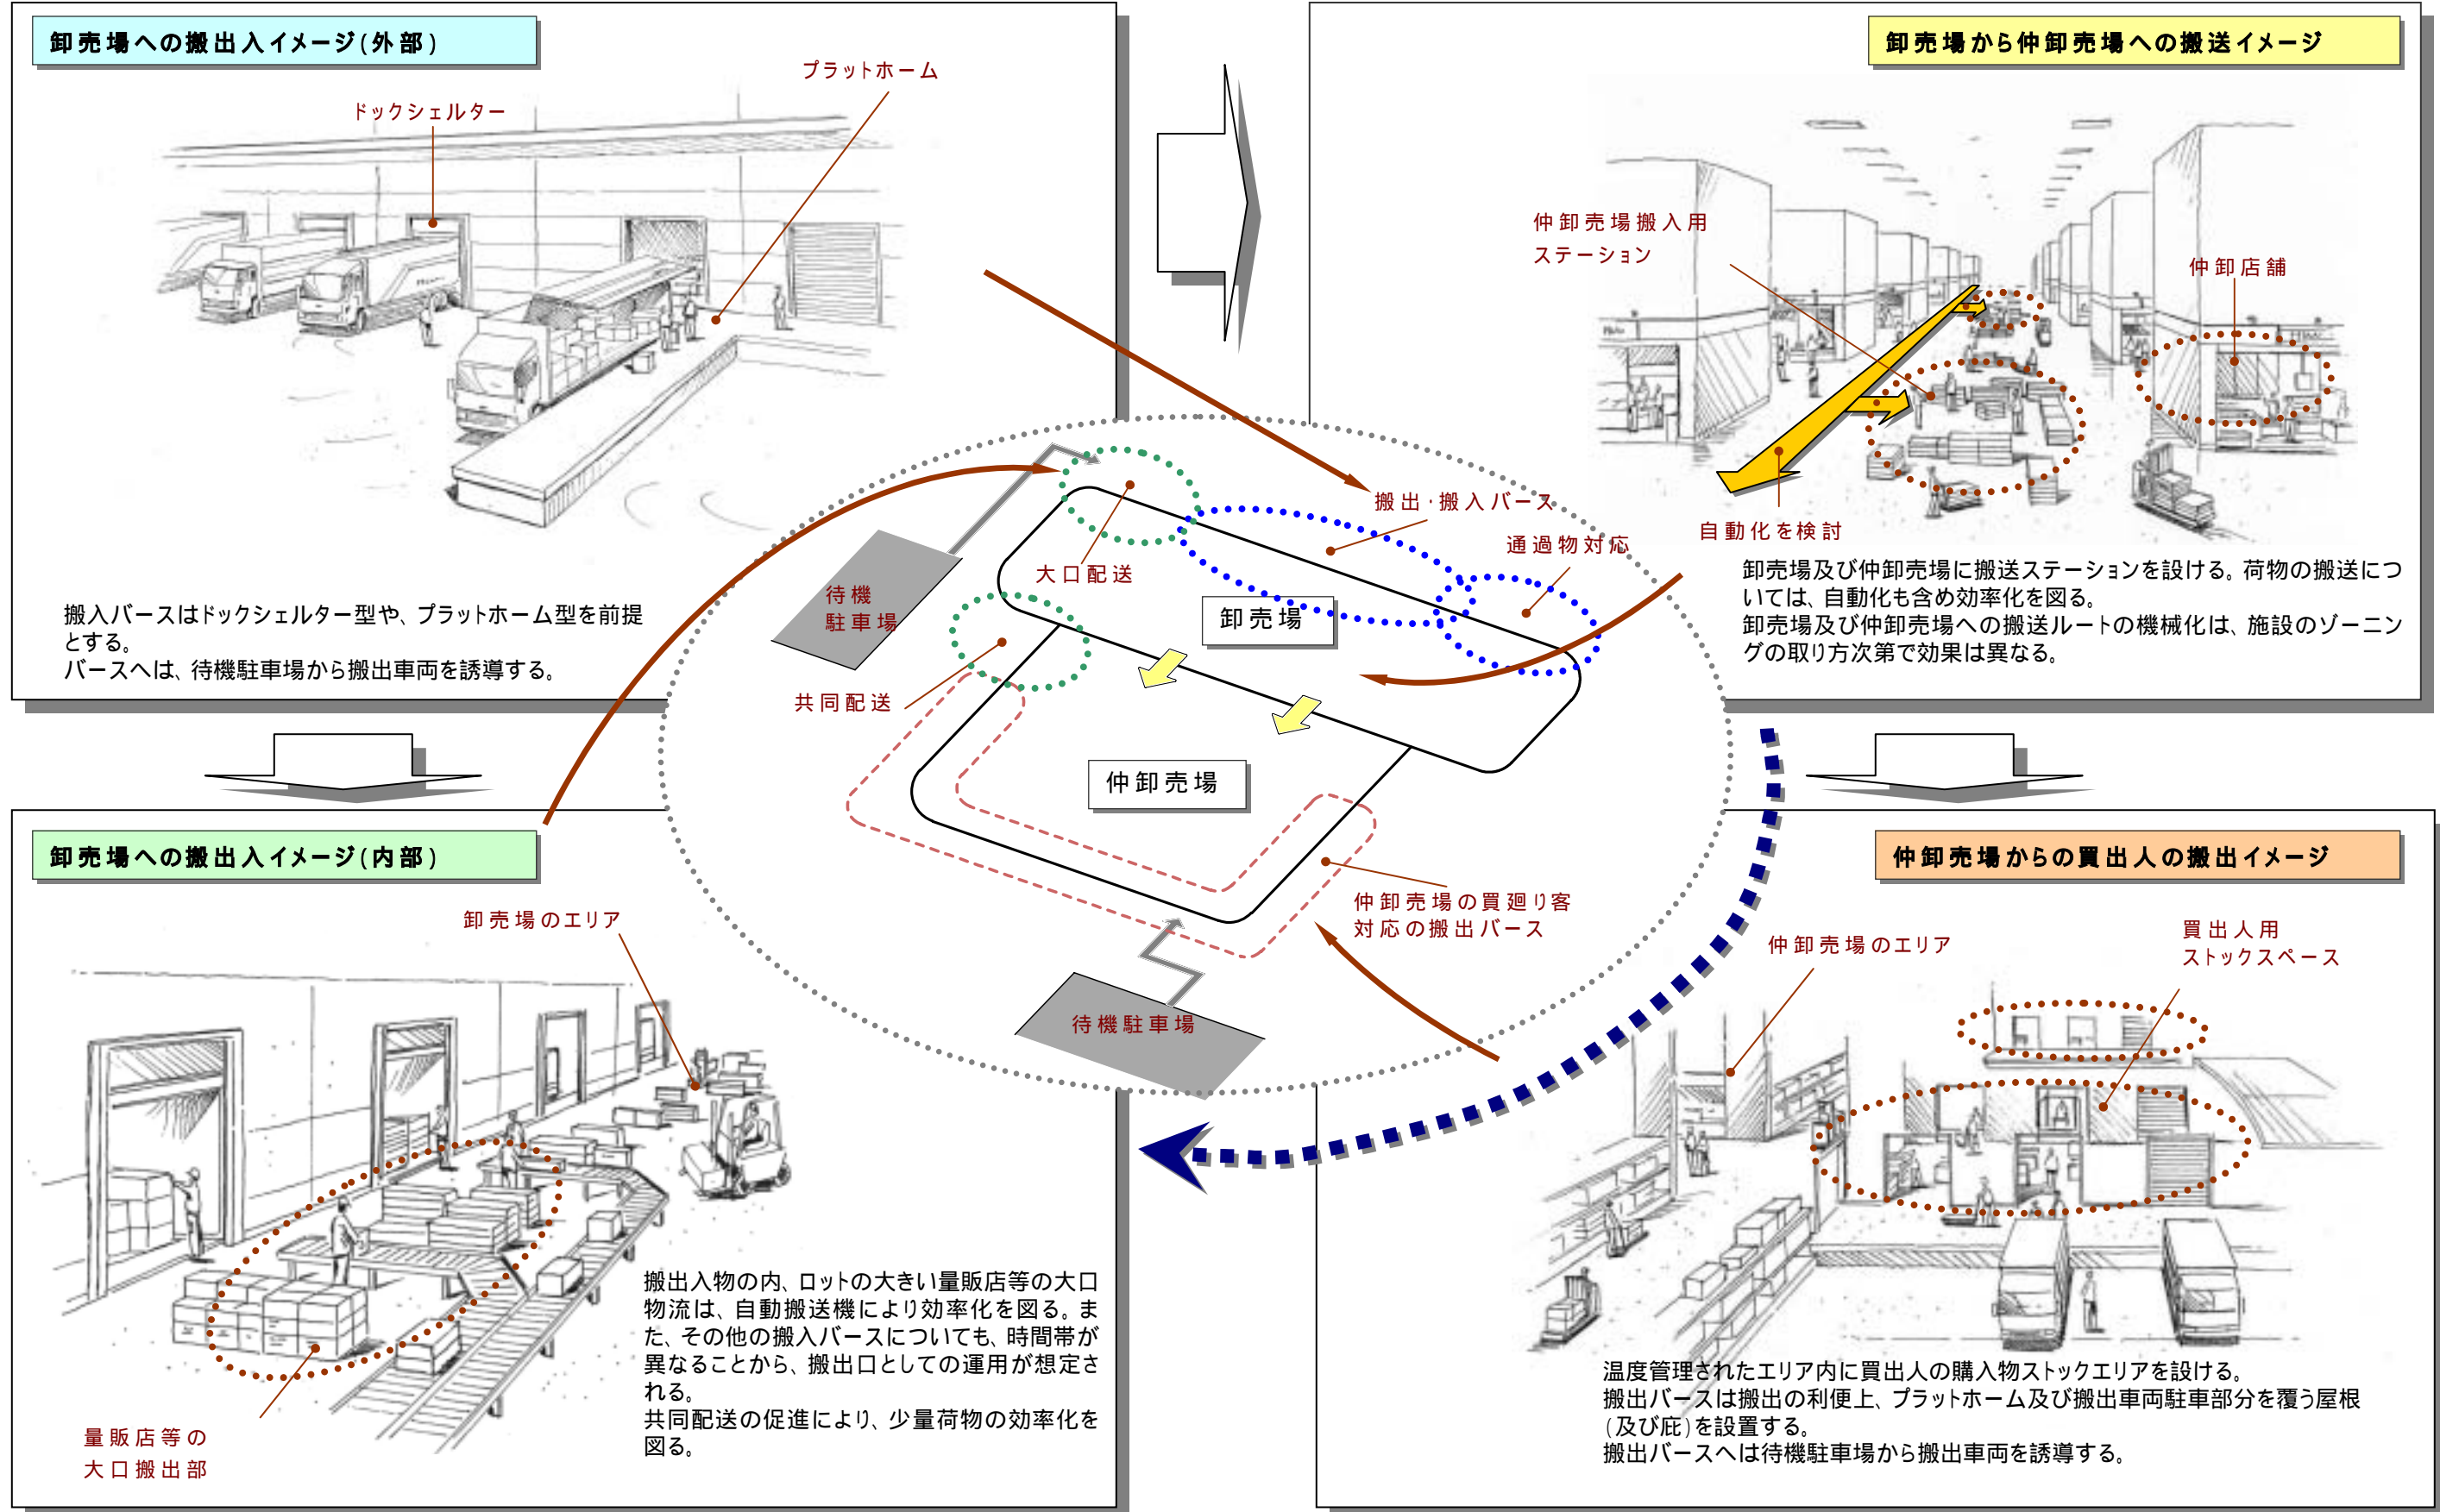 卸売場への搬出入イメージ(外部)
プラットホーム
ドックシェルター
搬入バースはドックシェルター型や、プラットホーム型を前提
とする。
バースへは、待機駐車場から搬出車両を誘導する。
卸売場から仲卸売場への搬送イメージ
仲卸売場搬入用
ステーション
仲卸店舗
自動化を検討
卸売場及び仲卸売場に搬送ステーションを設ける。荷物の搬送につ
いては、自動化も含め効率化を図る。
卸売場及び仲卸売場への搬送ルートの機械化は、施設のゾーニン
グの取り方次第で効果は異なる。
搬出・搬入バース
通過物対応
大口配送
待機
駐車場
卸売場
共同配送
仲卸売場
仲卸売場の買廻り客
対応の搬出バース
待機駐車場
卸売場への搬出入イメージ(内部)
卸売場のエリア
搬出入物の内、ロットの大きい量販店等の大口
物流は、自動搬送機により効率化を図る。ま
た、その他の搬入バースについても、時間帯が
異なることから、搬出口としての運用が想定さ
れる。
共同配送の促進により、少量荷物の効率化を
図る。
量販店等の
大口搬出部
仲卸売場からの買出人の搬出イメージ
買出人用
ストックスペース
仲卸売場のエリア
温度管理されたエリア内に買出人の購入物ストックエリアを設ける。
搬出バースは搬出の利便上、プラットホーム及び搬出車両駐車部分を覆う屋根
(及び庇)を設置する。
搬出バースへは待機駐車場から搬出車両を誘導する。